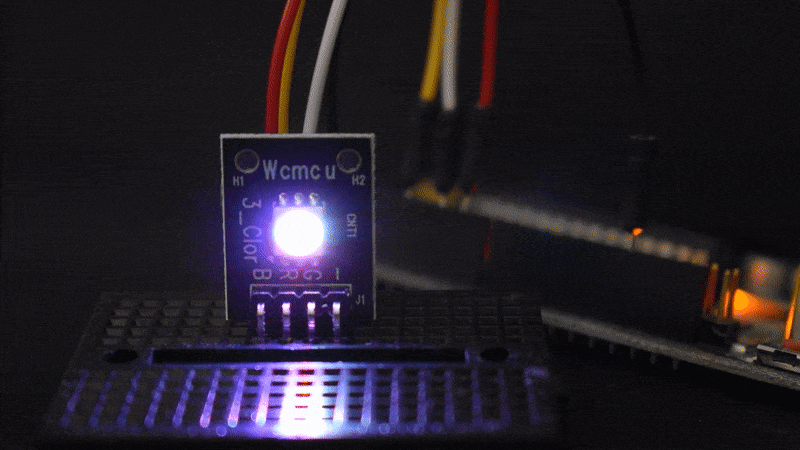 Wcmcu
H1 H2
3_Clor
CNT1
B R G -
J1